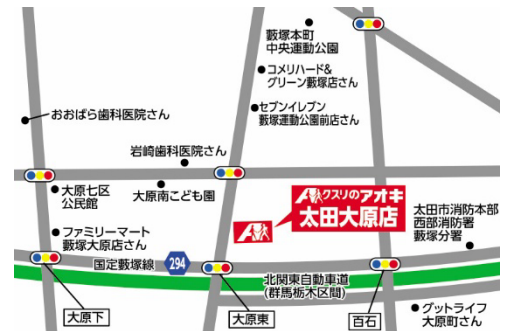 藪塚本町
中央運動公園
コメリハード&
グリーン藪塚店さん
セブンイレブン
藪塚運動公園前店さん
おおばら歯科医院さん
岩崎歯科医院さん
大原七区
公民館
大原南こども園
クスリのアオキ
太田大原店
太田市消防本部
西部消防署
藪塚分署
ファミリーマート
藪塚大原店さん
国定藪塚線
294
北関東自動車道
(群馬栃木区間)
大原下
大原東
百石
グットライフ
大原町さん